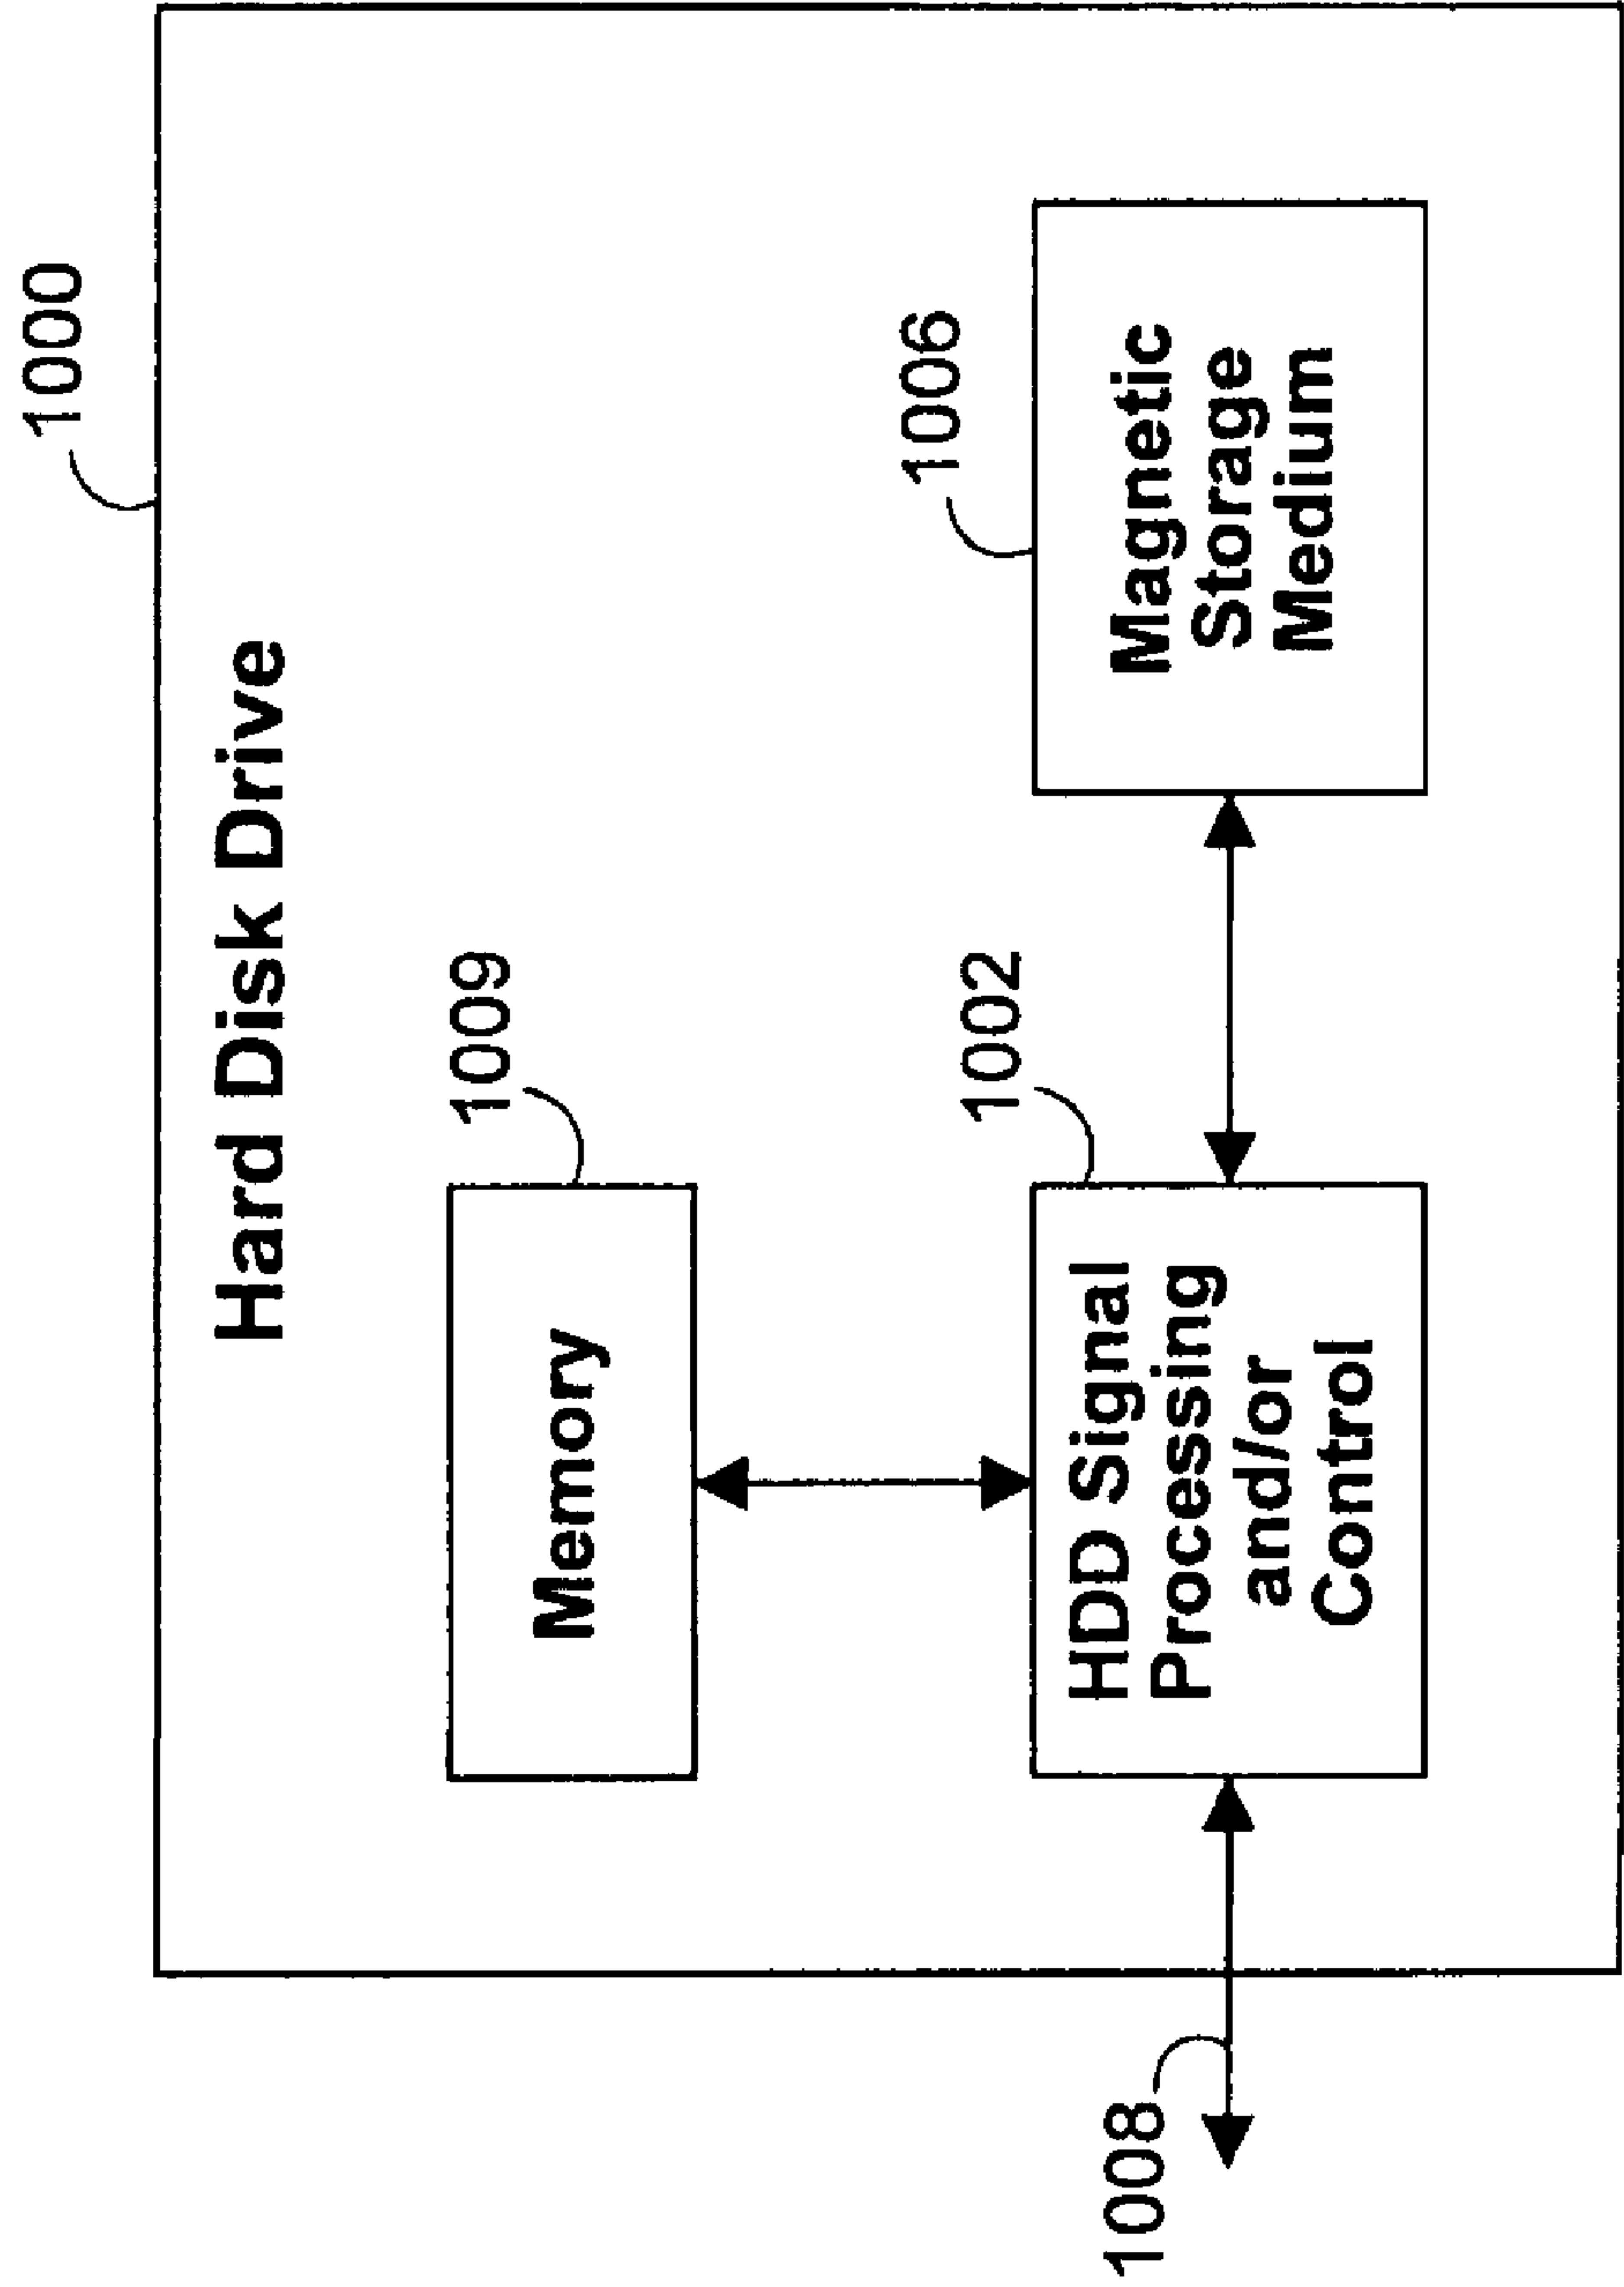 1000
Hard Disk Drive
1009
Memory
1002
HDD Signal
Processing
and/or
Control
1006
Magnetic
Storage
Medium
1008